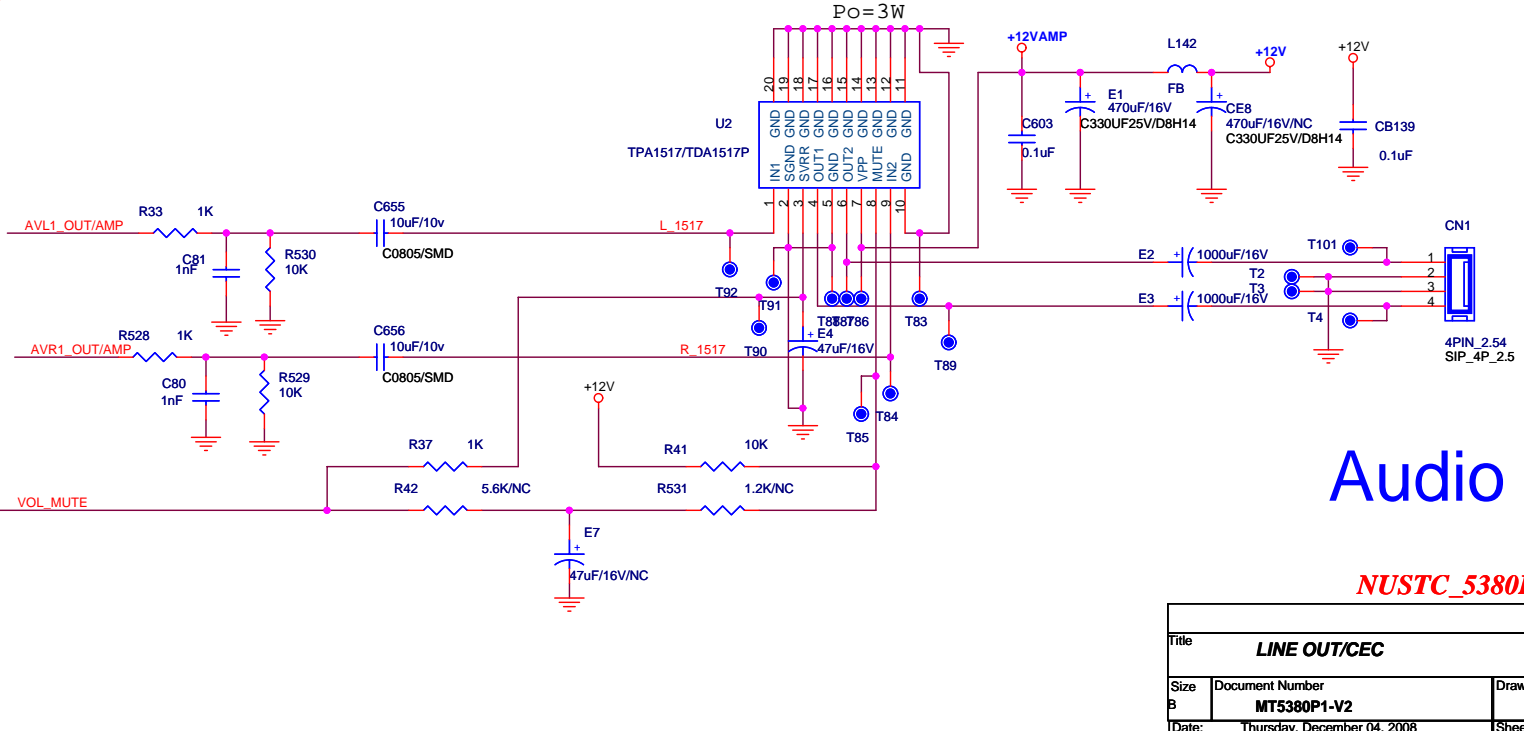 Po=3W
+12VAMP
L142
+12V
+12V
FB
20 19 18 17 16 15 14 13 12 11
E1
470uF/16V
C330UF25V/D8H14
CE8
470uF/16V/NC
C330UF25V/D8H14
C603
0.1uF
CB139
0.1uF
U2
TPA1517/TDA1517P
GND GND GND GND GND GND GND GND GND GND
IN1 SGND SVRR OUT1 GND OUT2 VPP MUTE IN2 GND
1 2 3 4 5 6 7 8 9 10
AVL1_OUT/AMP
R33
1K
C655
10uF/10v
C0805/SMD
L_1517
C81
1nF
R530
10K
T92
T91
T90
T88
T87
T86
T83
T89
E2
1000uF/16V
E3
1000uF/16V
T101
T2
T3
T4
CN1
1
2
3
4
4PIN_2.54
SIP_4P_2.5
AVR1_OUT/AMP
R528
1K
C656
10uF/10v
C0805/SMD
R_1517
E4
47uF/16V
C80
1nF
R529
10K
T84
T85
+12V
R37
1K
R41
10K
R42
5.6K/NC
R531
1.2K/NC
VOL_MUTE
E7
47uF/16V/NC
Audio
NUSTC_5380
Title
LINE OUT/CEC
Size
Document Number
Draw
B
MT5380P1-V2
Date:
Thursday, December 04, 2008
Shee